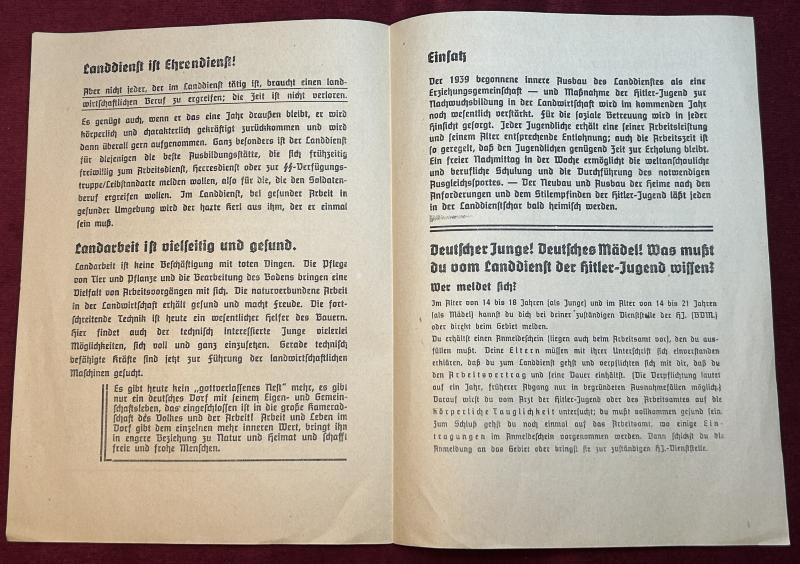 Landdienst ist Ehrendienst!
Aber nicht jeder, der im Landdienst tätig ist, braucht einen land-
wirtschaftlichen Beruf zu ergreifen; die Zeit ist nicht verloren.
Es genügt auch, wenn er das eine Jahr draußen bleibt, er wird
körperlich und charakterlich gekräftigt zurückkommen und wird
dann überall gern aufgenommen. Ganz besonders ist der Landdienst
für diejenigen die beste Ausbildungsstätte, die sich frühzeitig
freiwillig zum Arbeitsdienst, Heeresdienst oder zur SS-Verfügungs-
truppe/Leibstandarte melden wollen, also für die, die den Soldaten-
beruf ergreifen wollen. Im Landdienst, bei gesunder Arbeit in
gesunder Umgebung wird der harte Kerl aus ihm, der er einmal
sein muß.
Landarbeit ist vielseitig und gesund.
Landarbeit ist keine Beschäftigung mit toten Dingen. Die Pflege
von Tier und Pflanze und die Bearbeitung des Bodens bringen eine
Vielfalt von Arbeitsvorgängen mit sich. Die naturverbundene Arbeit
in der Landwirtschaft erhält gesund und macht Freude. Die fort-
schreitende Technik ist heute ein wesentlicher Helfer des Bauern.
Hier findet auch der technisch interessierte Junge vielerlei
Möglichkeiten, sich voll und ganz einzusetzen. Gerade technisch
befähigte Kräfte sind jetzt zur Führung der landwirtschaftlichen
Maschinen gesucht.
Es gibt heute kein „gottverlassenes Nest" mehr, es gibt
nur ein deutsches Dorf mit seinem Eigen- und Gemein-
schaftsleben, das eingeschlossen ist in die große Kamerad-
schaft des Volkes und der Arbeit! Arbeit und Leben im
Dorf gibt dem einzelnen mehr inneren Wert, bringt ihn
in engere Beziehung zu Natur und Heimat und schafft
freie und frohe Menschen.
Einsatz
Der 1939 begonnene innere Ausbau des Landdienstes als eine
Erziehungsgemeinschaft — und Maßnahme der Hitler-Jugend zur
Nachwuchsbildung in der Landwirtschaft wird im kommenden Jahr
noch wesentlich verstärkt. Für die soziale Betreuung wird in jeder
Hinsicht gesorgt. Jeder Jugendliche erhält eine seiner Arbeitsleistung
und seinem Alter entsprechende Entlohnung; auch die Arbeitszeit ist
so geregelt, daß den Jugendlichen genügend Zeit zur Erholung bleibt.
Ein freier Nachmittag in der Woche ermöglicht die weltanschauliche
und berufliche Schulung und die Durchführung des notwendigen
Ausgleichsportes. — Der Neubau und Ausbau der Heime nach den
Anforderungen und dem Stilempfinden der Hitler-Jugend läßt jeden
in der Landdienstschar bald heimisch werden.
Deutscher Junge! Deutsches Mädel! Was mußt
du vom Landdienst der Hitler-Jugend wissen?
Wer meldet sich?
Im Alter von 14 bis 18 Jahren (als Junge) und im Alter von 14 bis 21 Jahren
(als Mädel) kannst du dich bei deiner zuständigen Dienststelle der HJ. (BDM.)
oder direkt beim Gebiet melden.
Du erhältst einen Anmeldeschein (liegen auch beim Arbeitsamt vor), den du aus-
füllen mußt. Deine Eltern müssen mit ihrer Unterschrift sich einverstanden
erklären, daß du zum Landdienst gehst und verpflichten sich mit dir, daß du
den Arbeitsvertrag und seine Dauer einhältst. (Die Verpflichtung lautet
auf ein Jahr, früherer Abgang nur in begründeten Ausnahmefällen möglich.)
Darauf wirst du vom Arzt der Hitler-Jugend oder des Arbeitsamtes auf die
körperliche Tauglichkeit untersucht; du mußt vollkommen gesund sein.
Zum Schluß gehst du noch einmal auf das Arbeitsamt, wo einige Ein-
tragungen im Anmeldeschein vorgenommen werden. Dann schickst du die
Anmeldung an das Gebiet oder bringst sie zur zuständigen HJ.-Dienststelle.